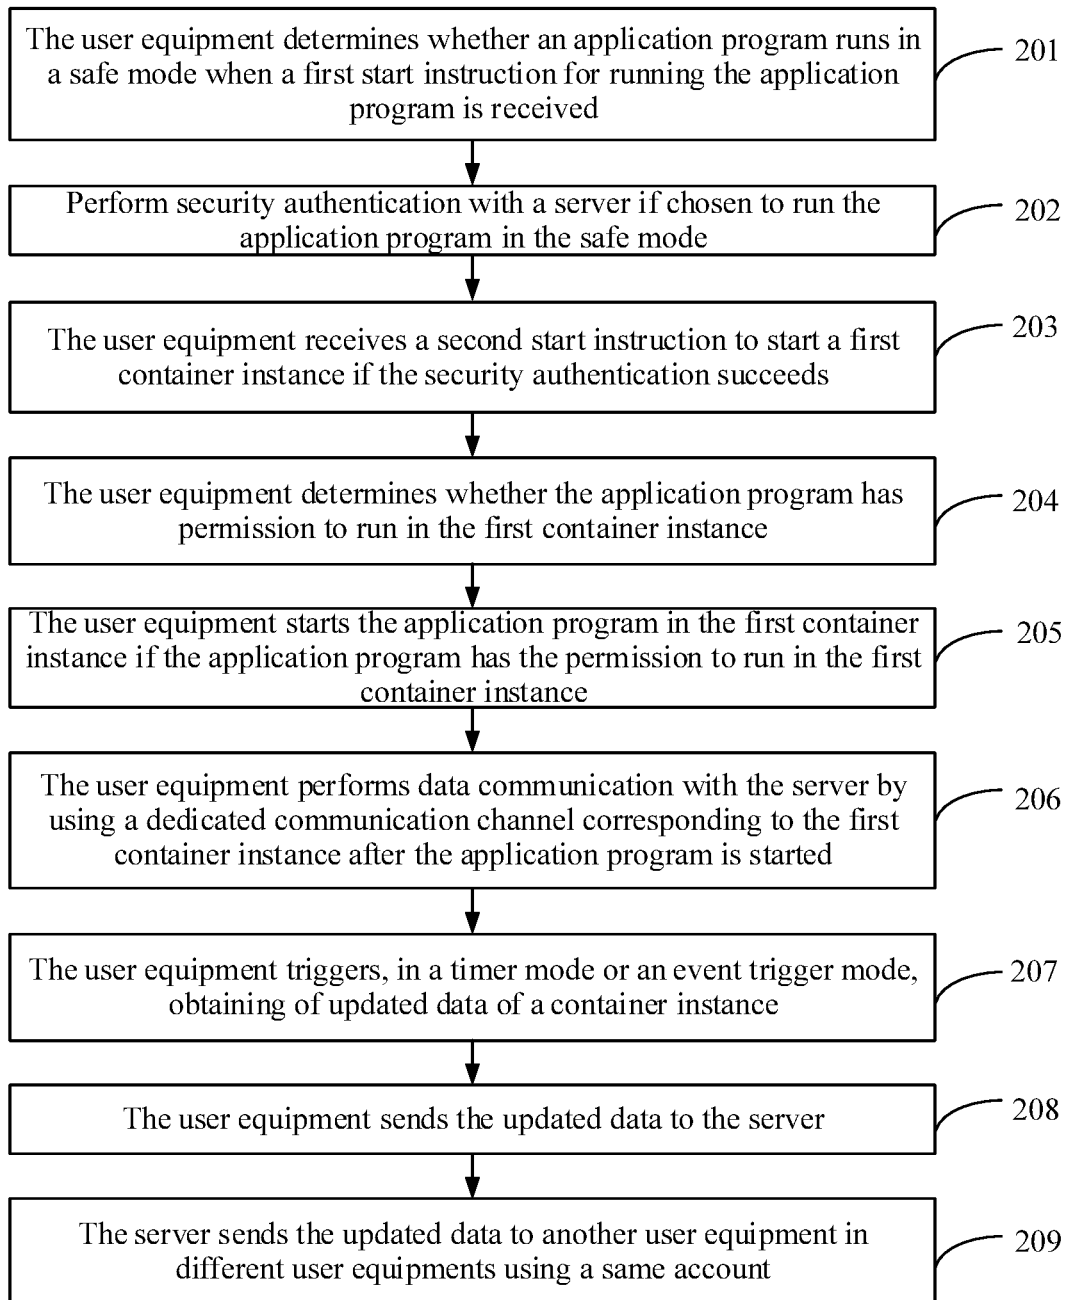 The user equipment determines whether an application program runs in
a safe mode when a first start instruction for running the application
program is received
201
Perform security authentication with a server if chosen to run the
application program in the safe mode
202
The user equipment receives a second start instruction to start a first
container instance if the security authentication succeeds
203
The user equipment determines whether the application program has
permission to run in the first container instance
204
The user equipment starts the application program in the first container
instance if the application program has the permission to run in the first
container instance
205
The user equipment performs data communication with the server by
using a dedicated communication channel corresponding to the first
container instance after the application program is started
206
The user equipment triggers, in a timer mode or an event trigger mode,
obtaining of updated data of a container instance
207
The user equipment sends the updated data to the server
208
The server sends the updated data to another user equipment in
different user equipments using a same account
209